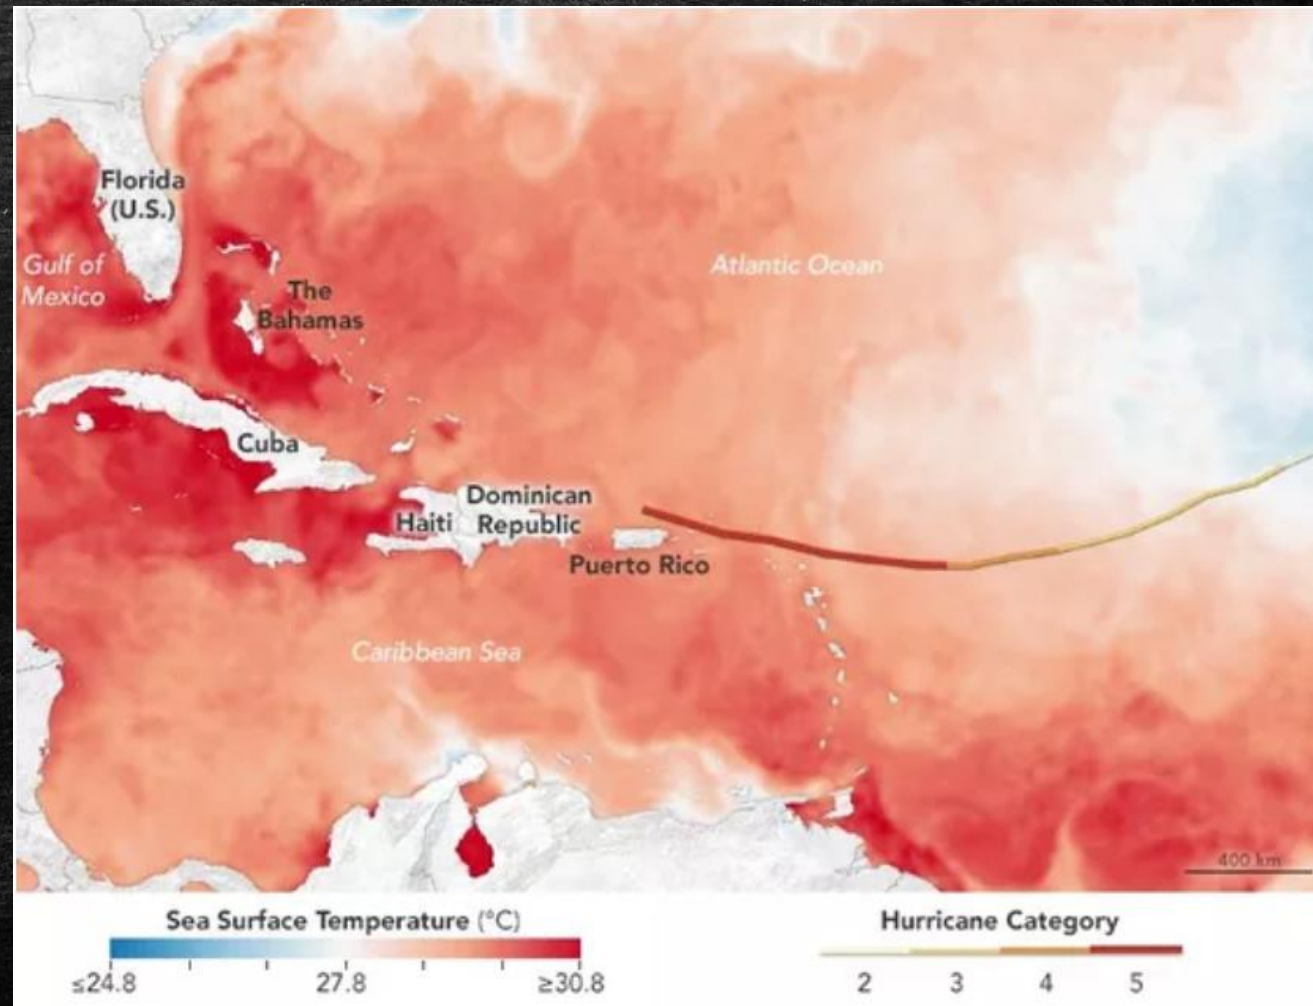 Florida
(U.S.)
Gulf of
Mexico
Atlantic Ocean
The
Bahamas
Cuba
Dominican
Haiti Republic
Puerto Rico
Caribbean Sea
400 km
Sea Surface Temperature (°C)
≤24.8 27.8 ≥30.8
Hurricane Category
2 3 4 5